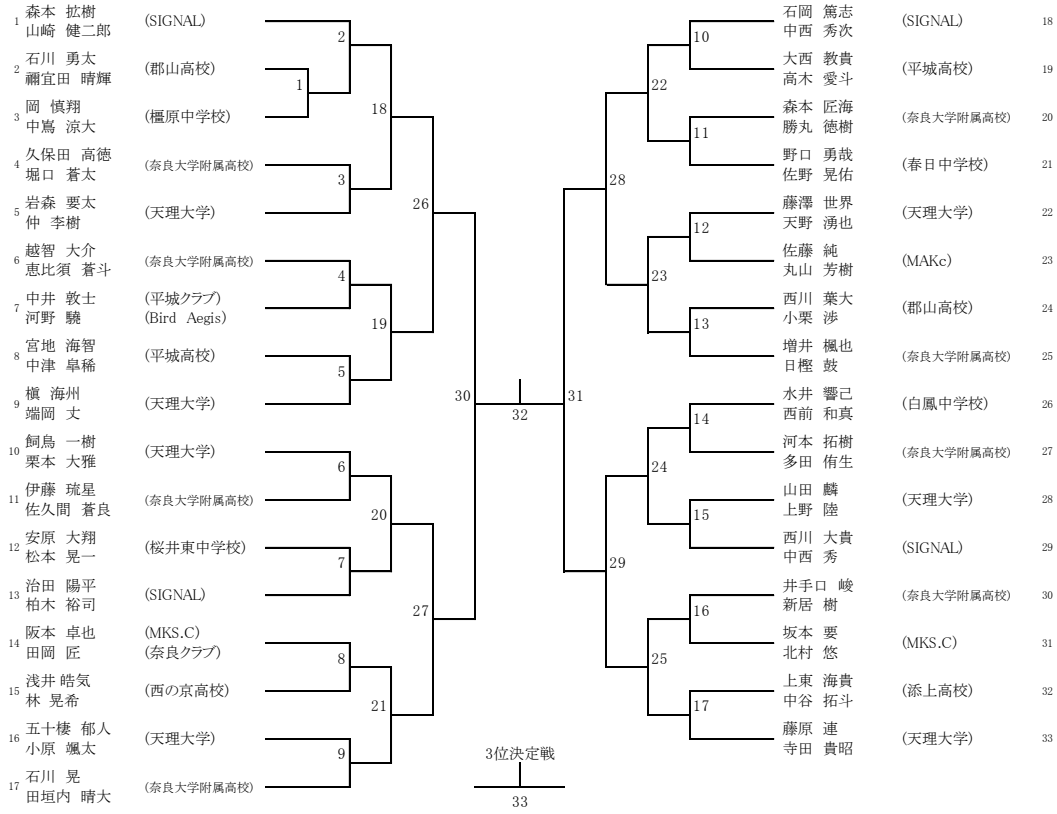 1 森本 拡樹 (SIGNAL)
山崎 健二郎
2 石川 勇太 (郡山高校)
禰宜田 晴輝
3 岡 慎翔 (橿原中学校)
中嶌 涼大
4 久保田 高徳 (奈良大学附属高校)
堀口 蒼太
5 岩森 要太 (天理大学)
仲 李樹
6 越智 大介 (奈良大学附属高校)
恵比須 蒼斗
7 中井 敦士 (平城クラブ)
河野 驍 (Bird Aegis)
8 宮地 海智 (平城高校)
中津 皐稀
9 槇 海州 (天理大学)
端岡 丈
10 飼鳥 一樹 (天理大学)
栗本 大雅
11 伊藤 琉星 (奈良大学附属高校)
佐久間 蒼良
12 安原 大翔 (桜井東中学校)
松本 晃一
13 治田 陽平 (SIGNAL)
柏木 裕司
14 阪本 卓也 (MKS.C)
田岡 匠 (奈良クラブ)
15 浅井 皓気 (西の京高校)
林 晃希
16 五十棲 郁人 (天理大学)
小原 颯太
17 石川 晃 (奈良大学附属高校)
田垣内 晴大
2
1
18
3
26
4
19
5
30
6
20
7
27
8
21
9
32
3位決定戦
33
10
22
11
28
12
23
13
31
14
24
15
29
16
25
17
石岡 篤志 (SIGNAL) 18
中西 秀次
大西 教貴 (平城高校) 19
高木 愛斗
森本 匠海 (奈良大学附属高校) 20
勝丸 徳樹
野口 勇哉 (春日中学校) 21
佐野 晃佑
藤澤 世界 (天理大学) 22
天野 湧也
佐藤 純 (MAKc) 23
丸山 芳樹
西川 葉大 (郡山高校) 24
小栗 渉
増井 楓也 (奈良大学附属高校) 25
日樫 鼓
水井 響己 (白鳳中学校) 26
西前 和真
河本 拓樹 (奈良大学附属高校) 27
多田 侑生
山田 麟 (天理大学) 28
上野 陸
西川 大貴 (SIGNAL) 29
中西 秀
井手口 峻 (奈良大学附属高校) 30
新居 樹
坂本 要 (MKS.C) 31
北村 悠
上東 海貴 (添上高校) 32
中谷 拓斗
藤原 連 (天理大学) 33
寺田 貴昭